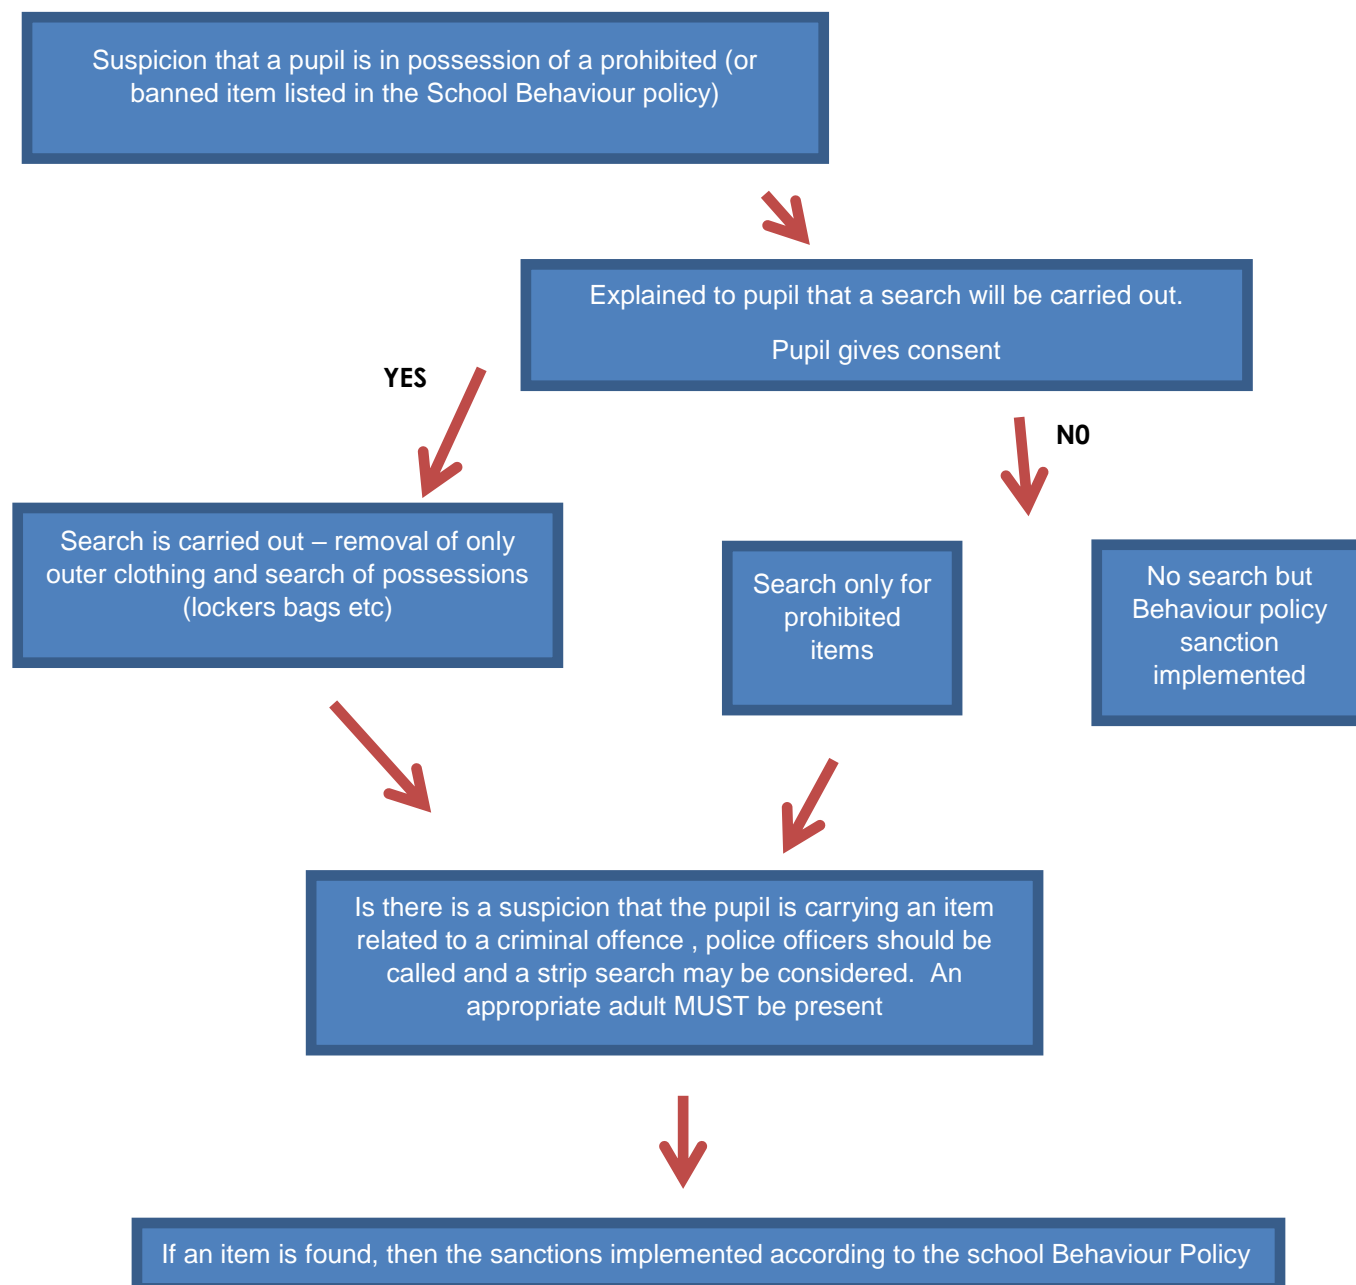 Suspicion that a pupil is in possession of a prohibited (or
banned item listed in the School Behaviour policy)
Explained to pupil that a search will be carried out.
Pupil gives consent
YES
N0
Search is carried out – removal of only
outer clothing and search of possessions
(lockers bags etc)
Search only for
prohibited
items
No search but
Behaviour policy
sanction
implemented
Is there is a suspicion that the pupil is carrying an item
related to a criminal offence , police officers should be
called and a strip search may be considered.  An
appropriate adult MUST be present
If an item is found, then the sanctions implemented according to the school Behaviour Policy